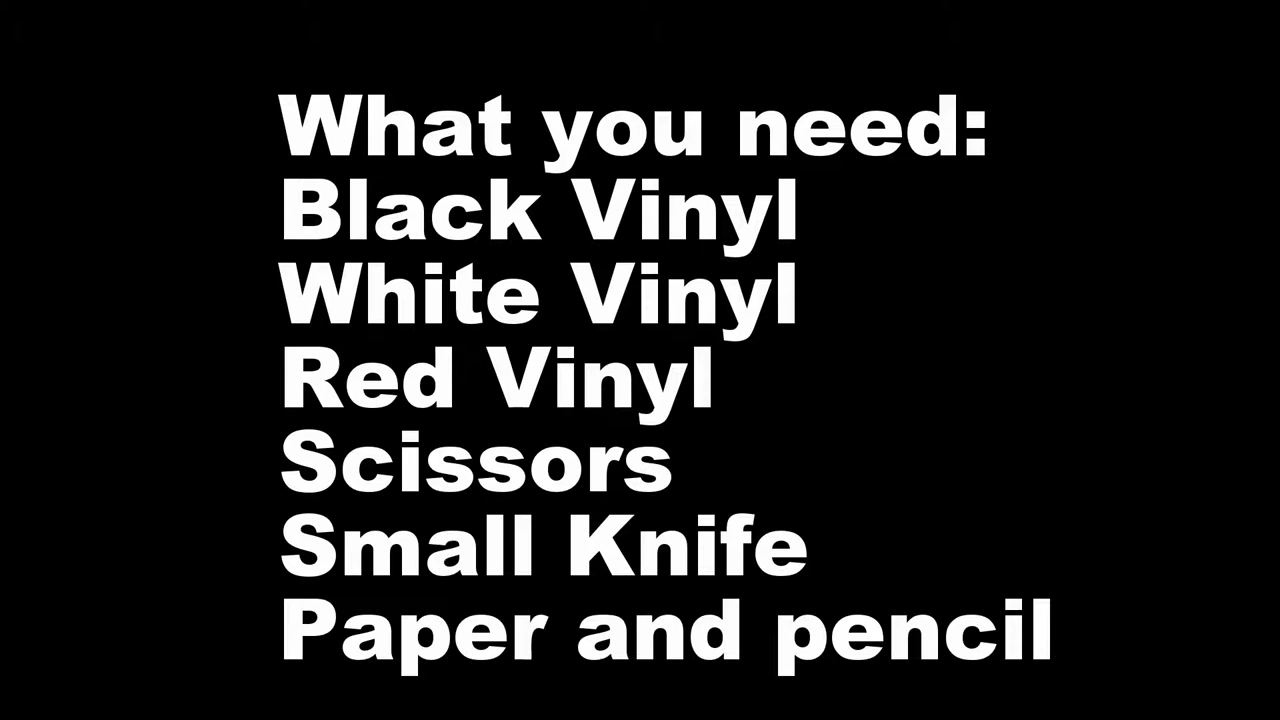 What you need:
Black Vinyl
White Vinyl
Red Vinyl
Scissors
Small Knife
Paper and pencil